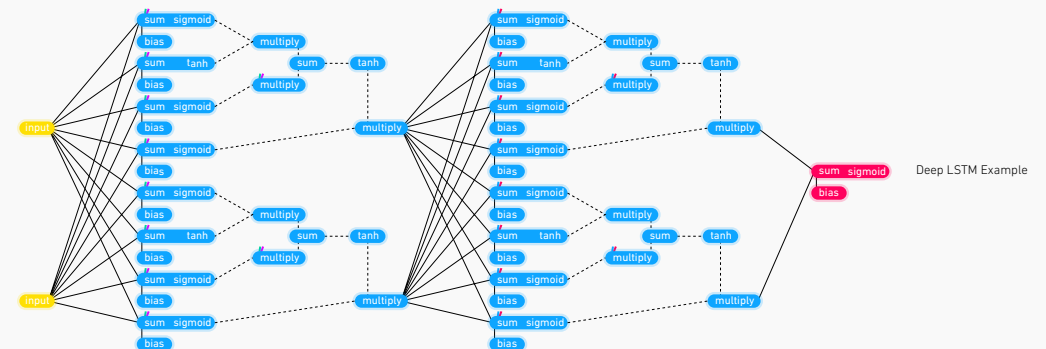 sum sigmoid sum sigmoid
bias multiply bias multiply
sum tanh sum tanh sum tanh sum tanh
bias multiply bias multiply
sum sigmoid sum sigmoid
input bias multiply bias multiply
sum sigmoid sum sigmoid
bias bias sum sigmoid Deep LSTM Example
sum sigmoid sum sigmoid bias
bias multiply bias multiply
sum tanh sum tanh sum tanh sum tanh
bias multiply bias multiply
sum sigmoid sum sigmoid
input bias multiply bias multiply
sum sigmoid sum sigmoid
bias bias